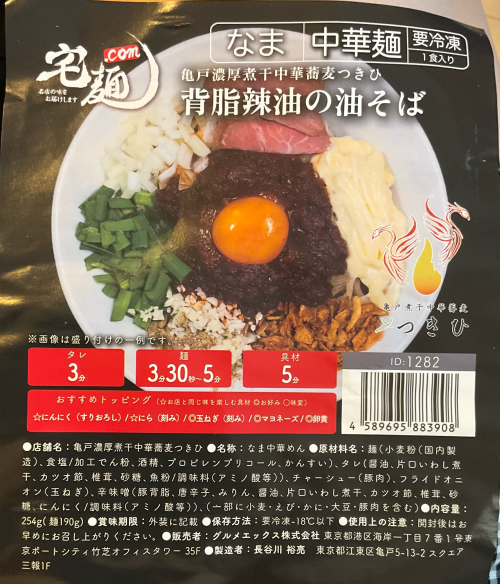 宅麺.com
名店の味を
お届けします
なま 中華麺 要冷凍
1食入り
亀戸濃厚煮干中華蕎麦つきひ
背脂辣油の油そば
亀戸煮干中華蕎麦
つきひ
※画像は盛り付けの一例です。
タレ
3分
麺
3分30秒〜5分
具材
5分
おすすめトッピング (☆お店と同じ味を楽しむ具材 ◎お好み ◯味変)
☆にんにく(すりおろし)/☆にら(刻み)/◎玉ねぎ(刻み)/◎マヨネーズ/◎卵黄
ID:1282
4 589695 883908
●店舗名:亀戸濃厚煮干中華蕎麦つきひ ●名称:なま中華めん ●原材料名:麺(小麦粉(国内製
造)、食塩/加工でん粉、酒精、プロピレンプリコール、かんすい)、タレ(醤油、片口いわし煮
干、カツオ節、椎茸、砂糖、魚粉/調味料(アミノ酸等))、チャーシュー(豚肉)、フライドオニ
オン(玉ねぎ)、辛味噌(豚背脂、唐辛子、みりん、醤油、片口いわし煮干、カツオ節、椎茸、砂
糖、にんにく/調味料(アミノ酸等))、(一部に小麦・えび・かに・大豆・豚肉を含む) ●内容量:
254g(麺190g) ●賞味期限:外装に記載 ●保存方法:要冷凍-18℃以下 ●使用上の注意:開封後はお
早めにお召し上がりください。 ●販売者:グルメエックス株式会社 東京都港区海岸一丁目7番1号東
京ポートシティ竹芝オフィスタワー 35F ●製造者:長谷川 裕亮 東京都江東区亀戸5-13-2スクエア
三報1F